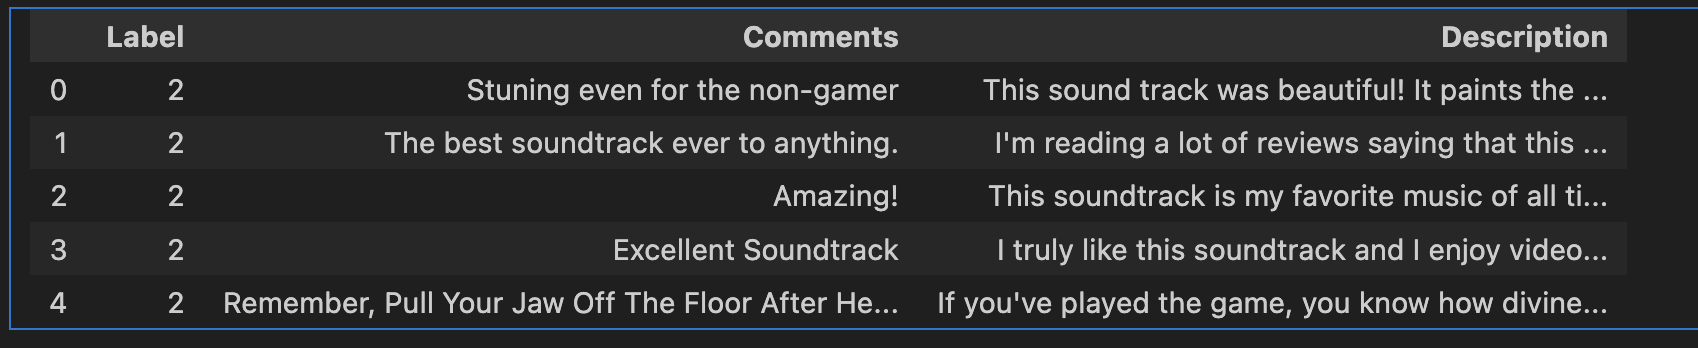 Label Comments Description
0 2 Stuning even for the non-gamer This sound track was beautiful! It paints the ...
1 2 The best soundtrack ever to anything. I'm reading a lot of reviews saying that this ...
2 2 Amazing! This soundtrack is my favorite music of all ti...
3 2 Excellent Soundtrack I truly like this soundtrack and I enjoy video...
4 2 Remember, Pull Your Jaw Off The Floor After He... If you've played the game, you know how divine...